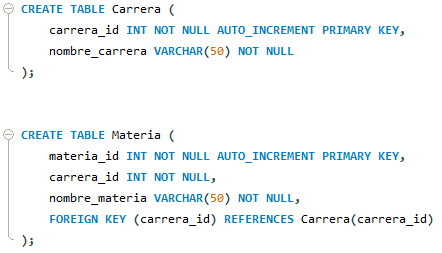 CREATE TABLE Carrera (
carrera_id INT NOT NULL AUTO_INCREMENT PRIMARY KEY,
nombre_carrera VARCHAR(50) NOT NULL
);
CREATE TABLE Materia (
materia_id INT NOT NULL AUTO_INCREMENT PRIMARY KEY,
carrera_id INT NOT NULL,
nombre_materia VARCHAR(50) NOT NULL,
FOREIGN KEY (carrera_id) REFERENCES Carrera(carrera_id)
);